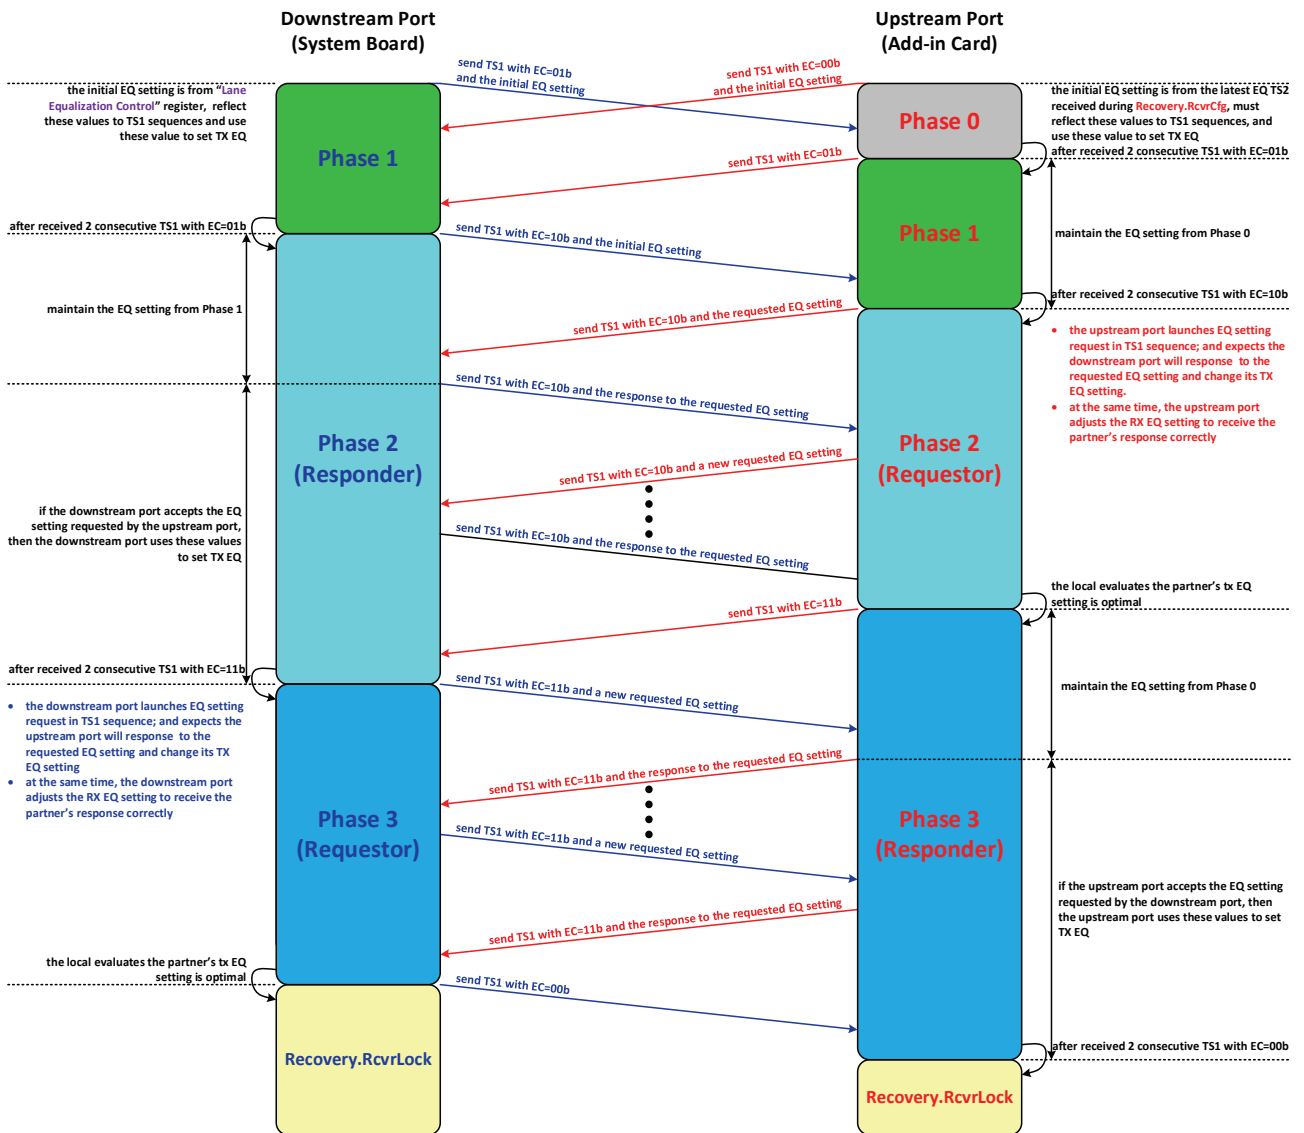 Downstream Port
(System Board)
Upstream Port
(Add-in Card)
send TS1 with EC=01b
and the initial EQ setting
send TS1 with EC=00b
and the initial EQ setting
the initial EQ setting is from “Lane
Equalization Control” register, reflect
these values to TS1 sequences and use
these value to set TX EQ
the initial EQ setting is from the latest EQ TS2
received during Recovery.RcvrCfg, must
reflect these values to TS1 sequences, and
use these value to set TX EQ
after received 2 consecutive TS1 with EC=01b
Phase 1
Phase 0
send TS1 with EC=01b
after received 2 consecutive TS1 with EC=01b
send TS1 with EC=10b and the initial EQ setting
Phase 1
maintain the EQ setting from Phase 0
maintain the EQ setting from Phase 1
after received 2 consecutive TS1 with EC=10b
send TS1 with EC=10b and the requested EQ setting
• the upstream port launches EQ setting
request in TS1 sequence; and expects the
downstream port will response to the
requested EQ setting and change its TX
EQ setting.
• at the same time, the upstream port
adjusts the RX EQ setting to receive the
partner’s response correctly
send TS1 with EC=10b and the response to the requested EQ setting
Phase 2
(Responder)
Phase 2
(Requestor)
send TS1 with EC=10b and a new requested EQ setting
if the downstream port accepts the EQ
setting requested by the upstream port,
then the downstream port uses these values
to set TX EQ
send TS1 with EC=10b and the response to the requested EQ setting
the local evaluates the partner’s tx EQ
setting is optimal
send TS1 with EC=11b
after received 2 consecutive TS1 with EC=11b
send TS1 with EC=11b and a new requested EQ setting
maintain the EQ setting from Phase 0
• the downstream port launches EQ setting
request in TS1 sequence; and expects the
upstream port will response to the
requested EQ setting and change its TX
EQ setting
• at the same time, the downstream port
adjusts the RX EQ setting to receive the
partner’s response correctly
send TS1 with EC=11b and the response to the requested EQ setting
Phase 3
(Requestor)
Phase 3
(Responder)
send TS1 with EC=11b and a new requested EQ setting
if the upstream port accepts the EQ setting
requested by the downstream port, then
the upstream port uses these values to set
TX EQ
send TS1 with EC=11b and the response to the requested EQ setting
the local evaluates the partner’s tx EQ
setting is optimal
send TS1 with EC=00b
Recovery.RcvrLock
after received 2 consecutive TS1 with EC=00b
Recovery.RcvrLock